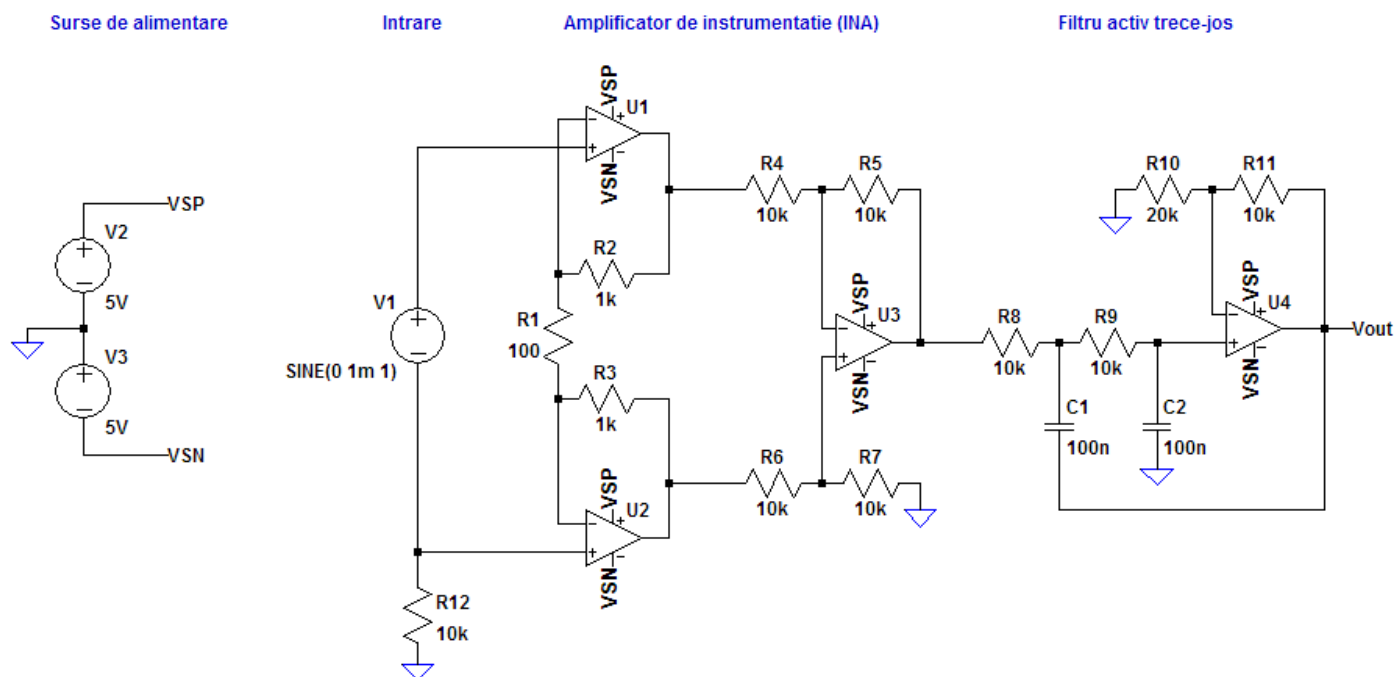 Surse de alimentare
Intrare
Amplificator de instrumentatie (INA)
Filtru activ trece-jos
VSP
V2
5V
V3
5V
VSN
V1
SINE(0 1m 1)
R12
10k
VSP
U1
VSN
R2
1k
R1
100
R3
1k
VSP
U2
VSN
R4
10k
R5
10k
VSP
U3
VSN
R6
10k
R7
10k
R8
10k
R9
10k
C1
100n
C2
100n
R10
20k
R11
10k
VSP
U4
VSN
Vout